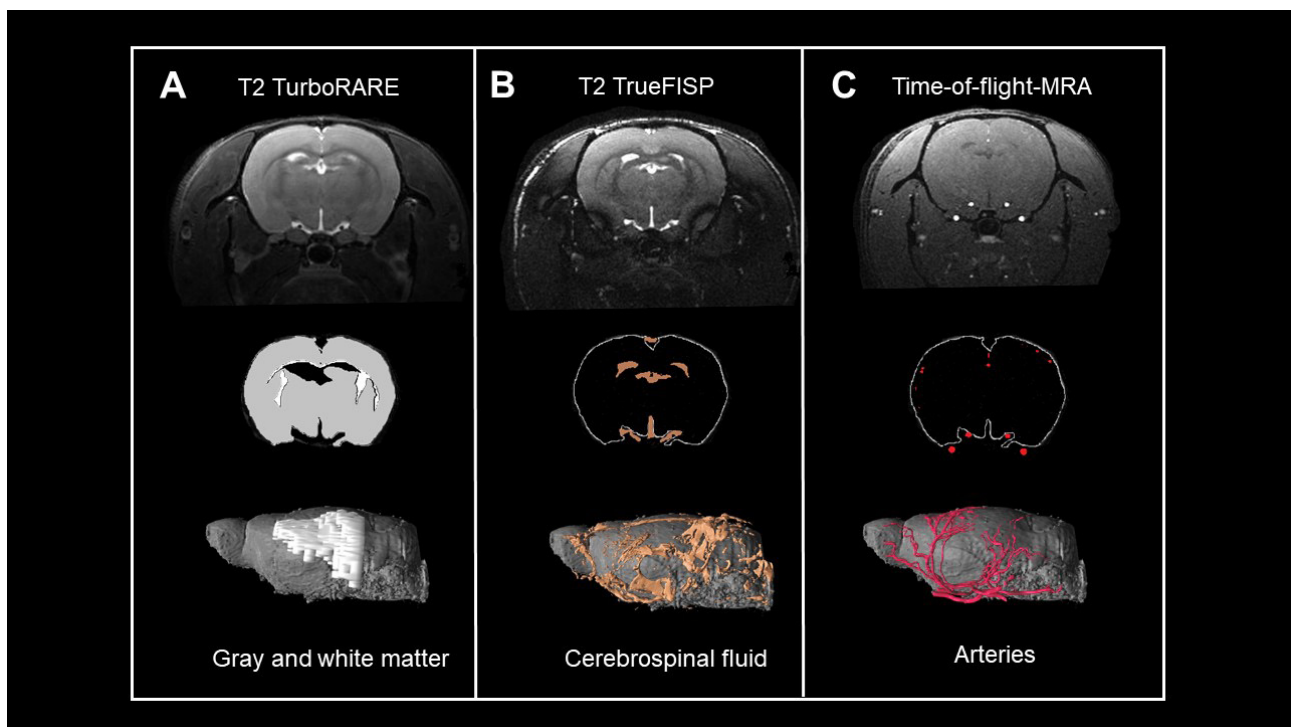 A
T2 TurboRARE
B
T2 TrueFISP
C
Time-of-flight-MRA
Gray and white matter
Cerebrospinal fluid
Arteries